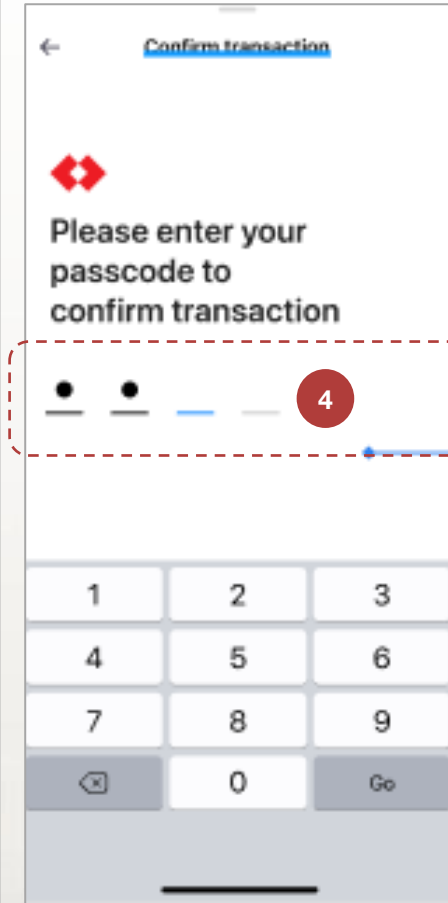 Confirm transaction
Please enter your
passcode to
confirm transaction
4
1 2 3
4 5 6
7 8 9
0 Go